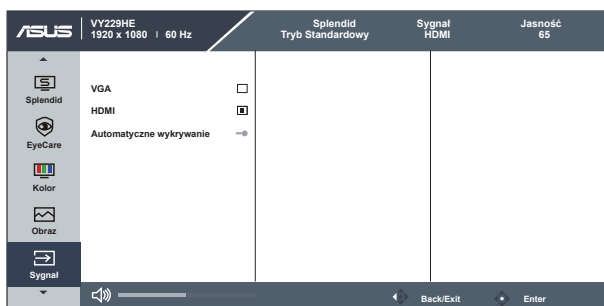 ASUS
VY229HE
1920 x 1080 | 60 Hz
Splendid
Tryb Standardowy
Sygnał
HDMI
Jasność
65
Splendid
EyeCare
Kolor
Obraz
Sygnał
VGA
HDMI
Automatyczne wykrywanie
Back/Exit
Enter